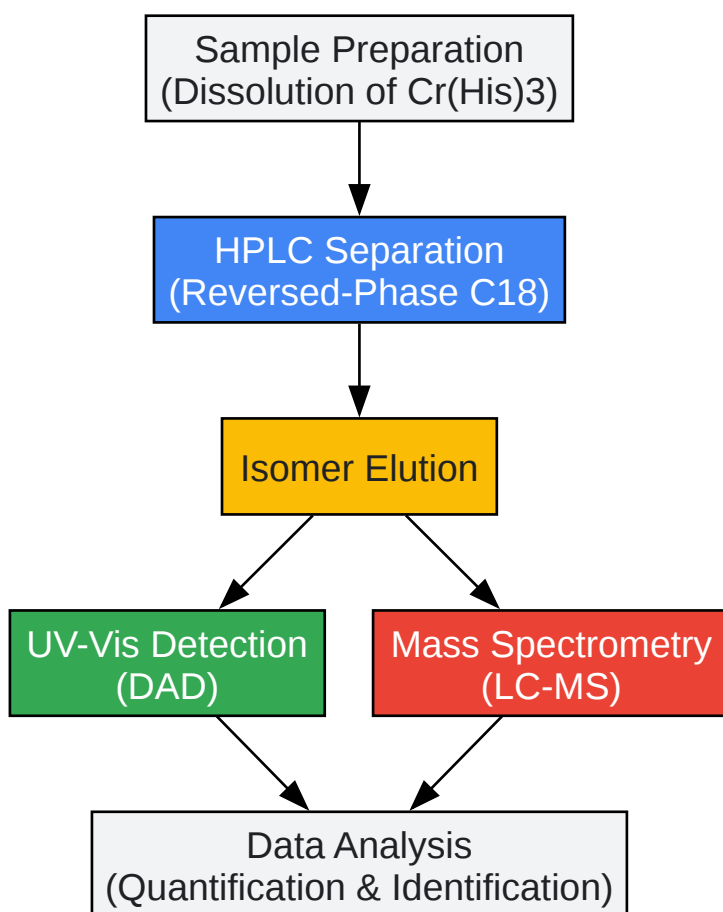 Sample Preparation
(Dissolution of Cr(His)3)
HPLC Separation
(Reversed-Phase C18)
Isomer Elution
UV-Vis Detection
(DAD)
Mass Spectrometry
(LC-MS)
Data Analysis
(Quantification & Identification)